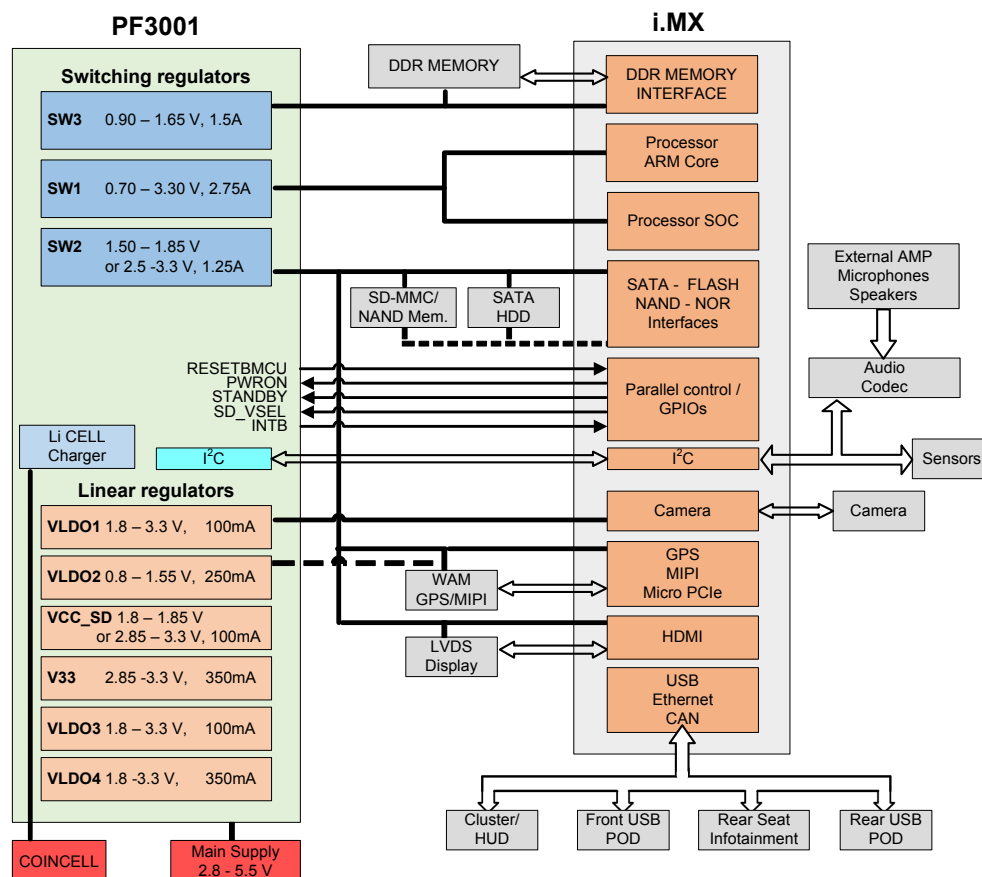 PF3001
i.MX
Switching regulators
SW3 0.90 – 1.65 V, 1.5A
SW1 0.70 – 3.30 V, 2.75A
SW2 1.50 – 1.85 V
or 2.5 -3.3 V, 1.25A
DDR MEMORY
DDR MEMORY
INTERFACE
Processor
ARM Core
Processor SOC
SD-MMC/
NAND Mem.
SATA
HDD
SATA - FLASH
NAND - NOR
Interfaces
External AMP
Microphones
Speakers
Audio
Codec
RESETBMCU
PWRON
STANDBY
SD_VSEL
INTB
Parallel control /
GPIOs
Li CELL
Charger
I²C
I²C
Sensors
Linear regulators
VLDO1 1.8 – 3.3 V, 100mA
VLDO2 0.8 – 1.55 V, 250mA
VCC_SD 1.8 – 1.85 V
or 2.85 – 3.3 V, 100mA
V33 2.85 -3.3 V, 350mA
VLDO3 1.8 – 3.3 V, 100mA
VLDO4 1.8 -3.3 V, 350mA
Camera
Camera
WAM
GPS/MIPI
GPS
MIPI
Micro PCIe
LVDS
Display
HDMI
USB
Ethernet
CAN
Cluster/
HUD
Front USB
POD
Rear Seat
Infotainment
Rear USB
POD
COINCELL
Main Supply
2.8 - 5.5 V